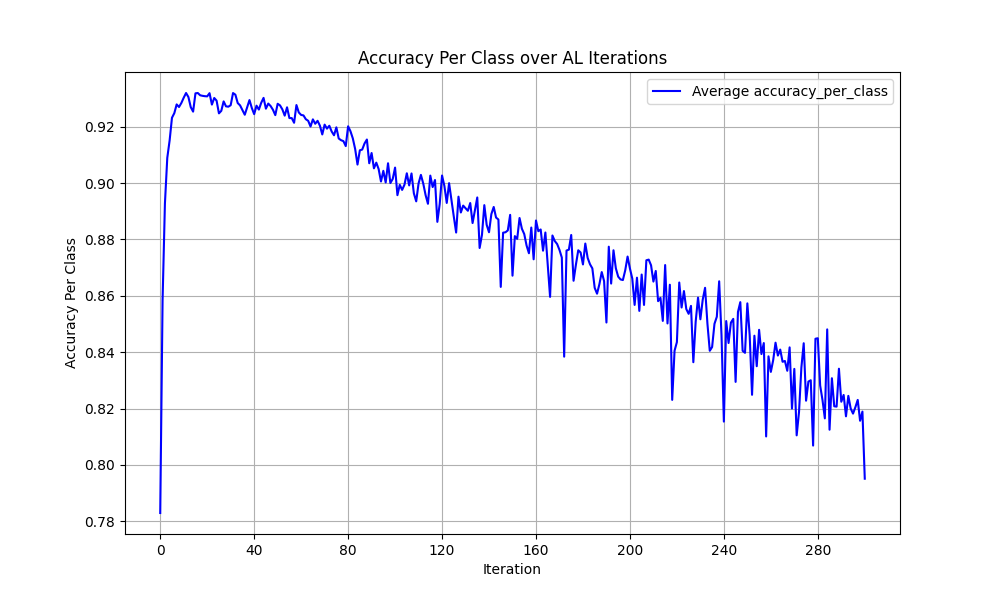 Accuracy Per Class over AL Iterations
Average accuracy_per_class
Accuracy Per Class
0.92
0.90
0.88
0.86
0.84
0.82
0.80
0.78
0 40 80 120 160 200 240 280
Iteration